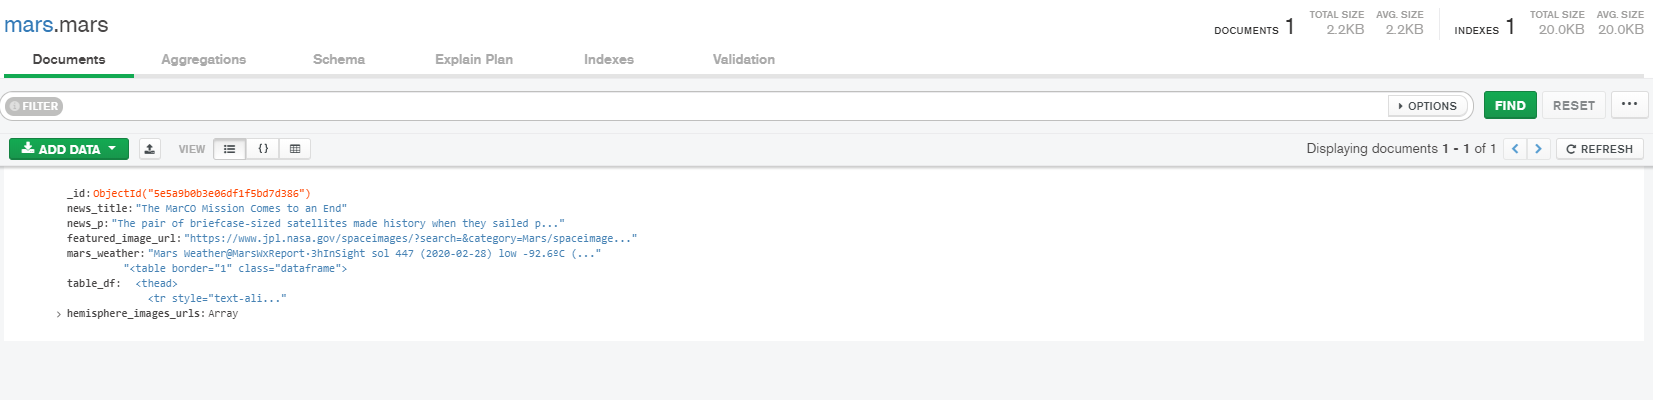 mars.mars
DOCUMENTS 1 TOTAL SIZE 2.2KB AVG. SIZE 2.2KB INDEXES 1 TOTAL SIZE 20.0KB AVG. SIZE 20.0KB
Documents Aggregations Schema Explain Plan Indexes Validation
FILTER OPTIONS FIND RESET ...
ADD DATA VIEW {} Displaying documents 1 - 1 of 1 < > REFRESH
_id: ObjectId("5e5a9b0b3e06df1f5bd7d386")
news_title: "The MarCO Mission Comes to an End"
news_p: "The pair of briefcase-sized satellites made history when they sailed p..."
featured_image_url: "https://www.jpl.nasa.gov/spaceimages/?search=&category=Mars/spaceimage..."
mars_weather: "Mars Weather@MarsWxReport·3hInSight sol 447 (2020-02-28) low -92.6ºC (..."
"<table border="1" class="dataframe">
table_df: <thead>
<tr style="text-ali..."
> hemisphere_images_urls: Array